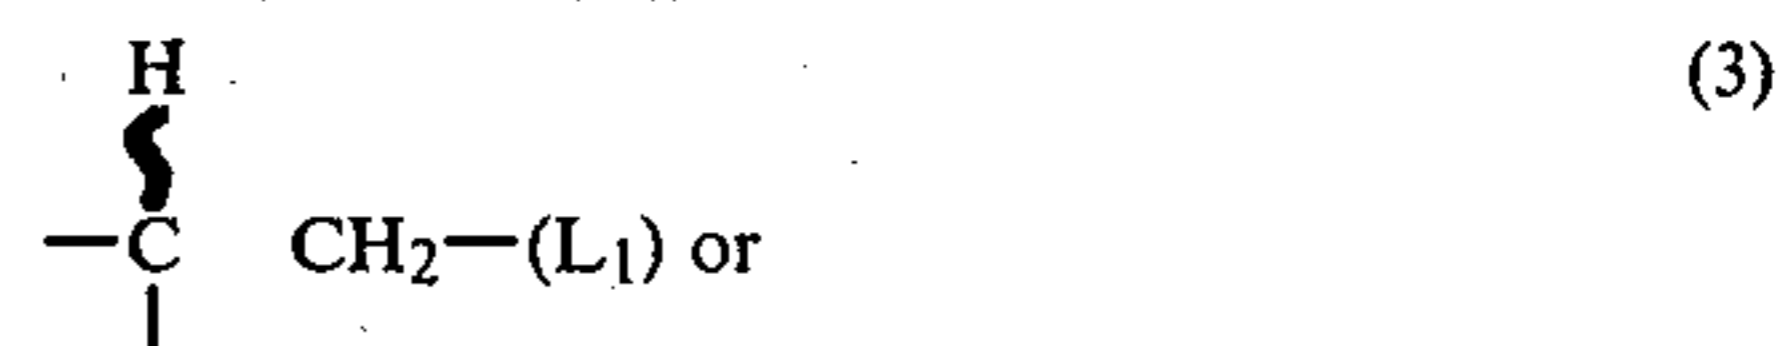 H (3)
—C CH₂—(L₁) or